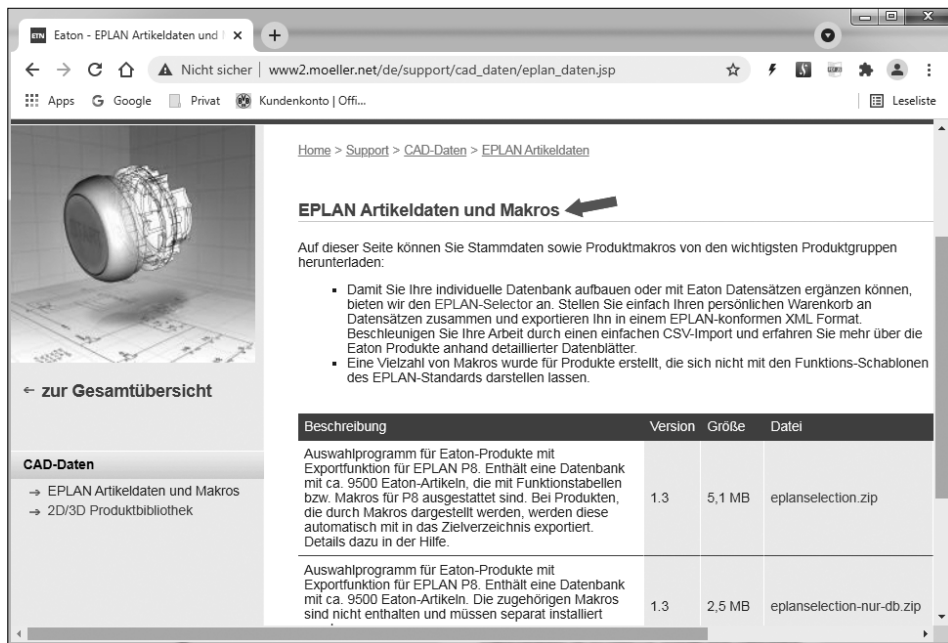 ETN Eaton - EPLAN Artikeldaten und
Nicht sicher | www2.moeller.net/de/support/cad_daten/eplan_daten.jsp
Apps Google Privat Kundenkonto | Offi... Leseliste
Home > Support > CAD-Daten > EPLAN Artikeldaten
EPLAN Artikeldaten und Makros
Auf dieser Seite können Sie Stammdaten sowie Produktmakros von den wichtigsten Produktgruppen
herunterladen:
Damit Sie Ihre individuelle Datenbank aufbauen oder mit Eaton Datensätzen ergänzen können,
bieten wir den EPLAN-Selector an. Stellen Sie einfach Ihren persönlichen Warenkorb an
Datensätzen zusammen und exportieren Ihn in einem EPLAN-konformen XML Format.
Beschleunigen Sie Ihre Arbeit durch einen einfachen CSV-Import und erfahren Sie mehr über die
Eaton Produkte anhand detaillierter Datenblätter.
Eine Vielzahl von Makros wurde für Produkte erstellt, die sich nicht mit den Funktions-Schablonen
des EPLAN-Standards darstellen lassen.
← zur Gesamtübersicht
CAD-Daten
→ EPLAN Artikeldaten und Makros
→ 2D/3D Produktbibliothek
Beschreibung Version Größe Datei
Auswahlprogramm für Eaton-Produkte mit
Exportfunktion für EPLAN P8. Enthält eine Datenbank
mit ca. 9500 Eaton-Artikeln, die mit Funktionstabellen
bzw. Makros für P8 ausgestattet sind. Bei Produkten,
die durch Makros dargestellt werden, werden diese
automatisch mit in das Zielverzeichnis exportiert.
Details dazu in der Hilfe.
1.3 5,1 MB eplanselection.zip
Auswahlprogramm für Eaton-Produkte mit
Exportfunktion für EPLAN P8. Enthält eine Datenbank
mit ca. 9500 Eaton-Artikeln. Die zugehörigen Makros
sind nicht enthalten und müssen separat installiert
1.3 2,5 MB eplanselection-nur-db.zip